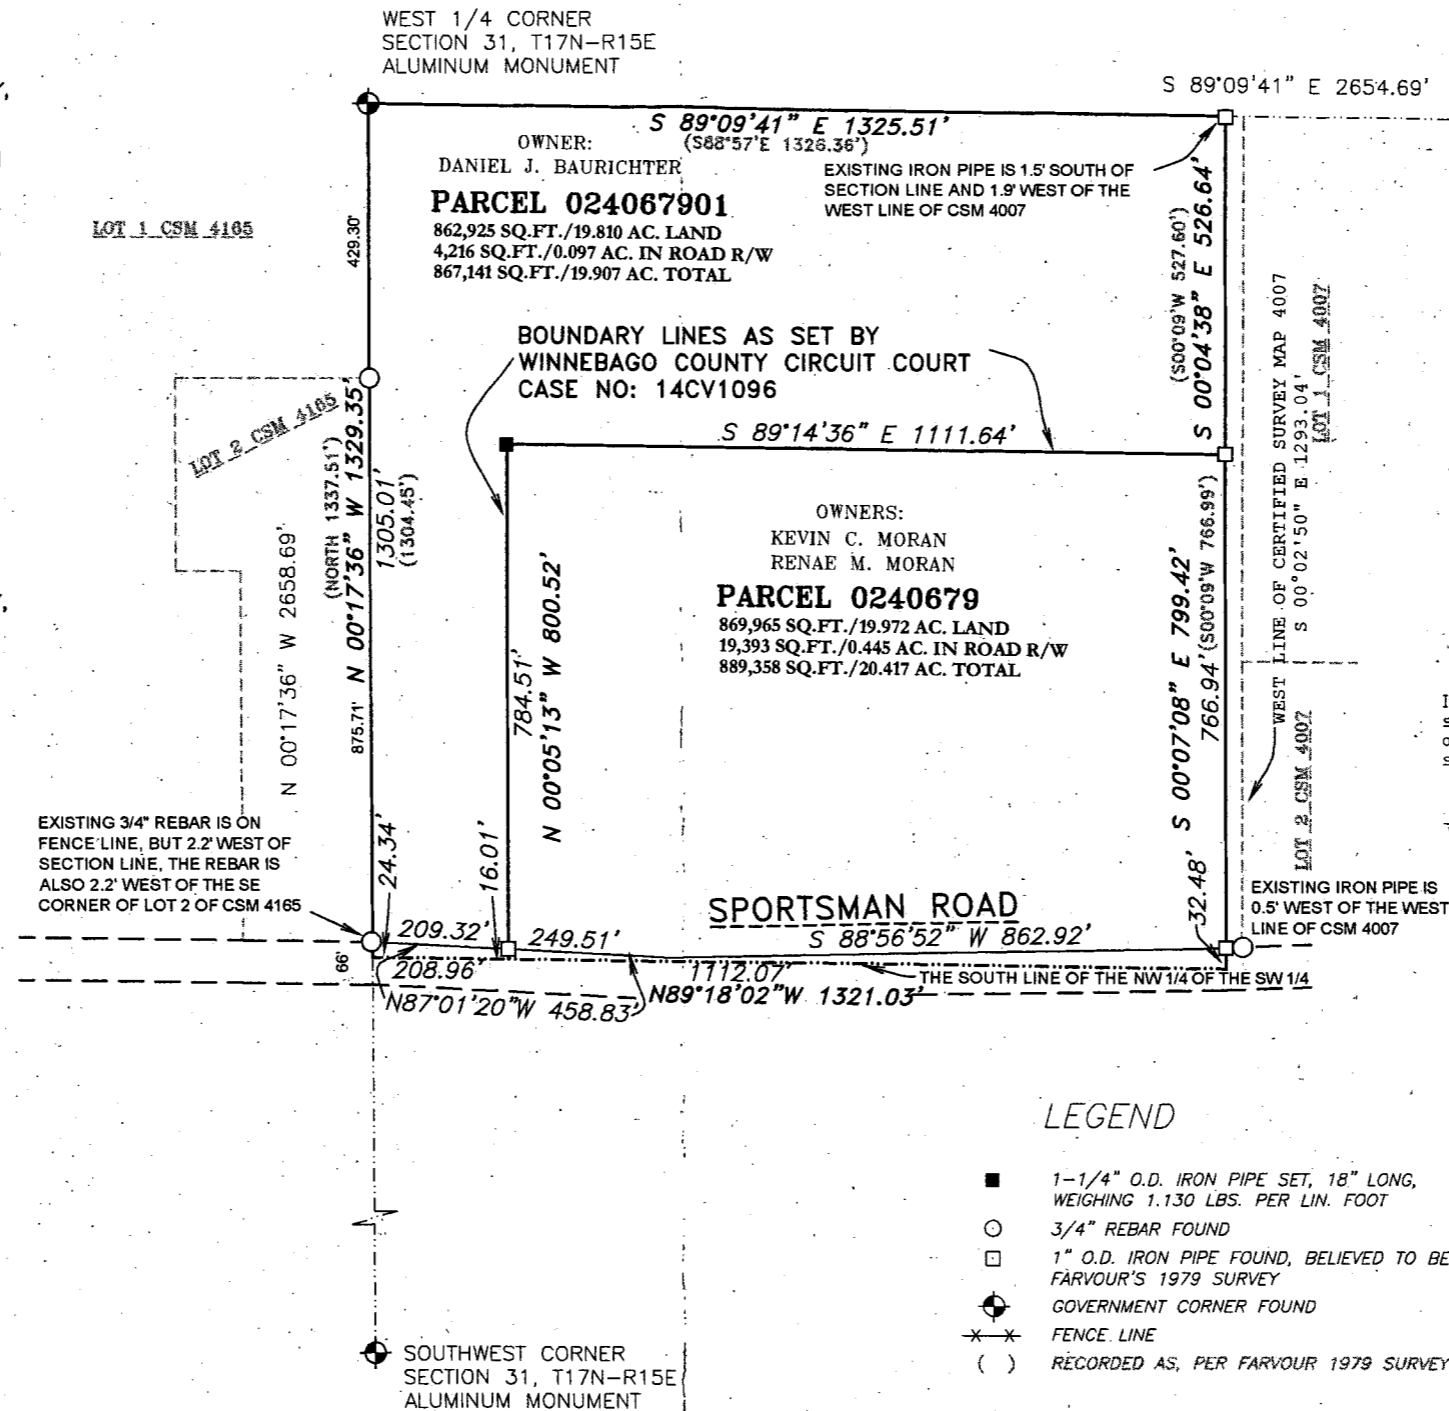 WEST 1/4 CORNER
SECTION 31, T17N-R15E
ALUMINUM MONUMENT
S 89°09'41" E 2654.69'
S 89°09'41" E 1325.51'
(S88°57'E 1326.36')
OWNER:
DANIEL J. BAURICHTER
PARCEL 024067901
862,925 SQ.FT./19.810 AC. LAND
4,216 SQ.FT./0.097 AC. IN ROAD R/W
867,141 SQ.FT./19.907 AC. TOTAL
EXISTING IRON PIPE IS 1.5' SOUTH OF
SECTION LINE AND 1.9' WEST OF THE
WEST LINE OF CSM 4007
LOT 1 CSM 4165
429.30'
(S00°09'W 527.60')
S 00°04'38" E 526.64'
WEST LINE OF CERTIFIED SURVEY MAP 4007
S 00°02'50" E 1293.04'
LOT 1 CSM 4007
BOUNDARY LINES AS SET BY
WINNEBAGO COUNTY CIRCUIT COURT
CASE NO: 14CV1096
LOT 2 CSM 4165
S 89°14'36" E 1111.64'
N 00°17'36" W 2658.69'
(NORTH 1337.51')
N 00°17'36" W 1329.35'
1305.01'
(1304.45')
875.71'
784.51'
N 00°05'13" W 800.52'
OWNERS:
KEVIN C. MORAN
RENAE M. MORAN
PARCEL 0240679
869,965 SQ.FT./19.972 AC. LAND
19,393 SQ.FT./0.445 AC. IN ROAD R/W
889,358 SQ.FT./20.417 AC. TOTAL
S 00°07'08" E 799.42'
766.94'(S00°09'W 766.99')
LOT 2 CSM 4007
EXISTING 3/4" REBAR IS ON
FENCE LINE, BUT 2.2' WEST OF
SECTION LINE, THE REBAR IS
ALSO 2.2' WEST OF THE SE
CORNER OF LOT 2 OF CSM 4165
24.34'
16.01'
32.48'
EXISTING IRON PIPE IS
0.5' WEST OF THE WEST
LINE OF CSM 4007
SPORTSMAN ROAD
209.32'
249.51'
S 88°56'52" W 862.92'
66'
208.96'
1112.07'
THE SOUTH LINE OF THE NW 1/4 OF THE SW 1/4
N87°01'20"W 458.83'
N89°18'02"W 1321.03'
LEGEND
1-1/4" O.D. IRON PIPE SET, 18" LONG,
WEIGHING 1.130 LBS. PER LIN. FOOT
3/4" REBAR FOUND
1" O.D. IRON PIPE FOUND, BELIEVED TO BE
FARVOUR'S 1979 SURVEY
GOVERNMENT CORNER FOUND
FENCE LINE
( ) RECORDED AS, PER FARVOUR 1979 SURVEY
SOUTHWEST CORNER
SECTION 31, T17N-R15E
ALUMINUM MONUMENT